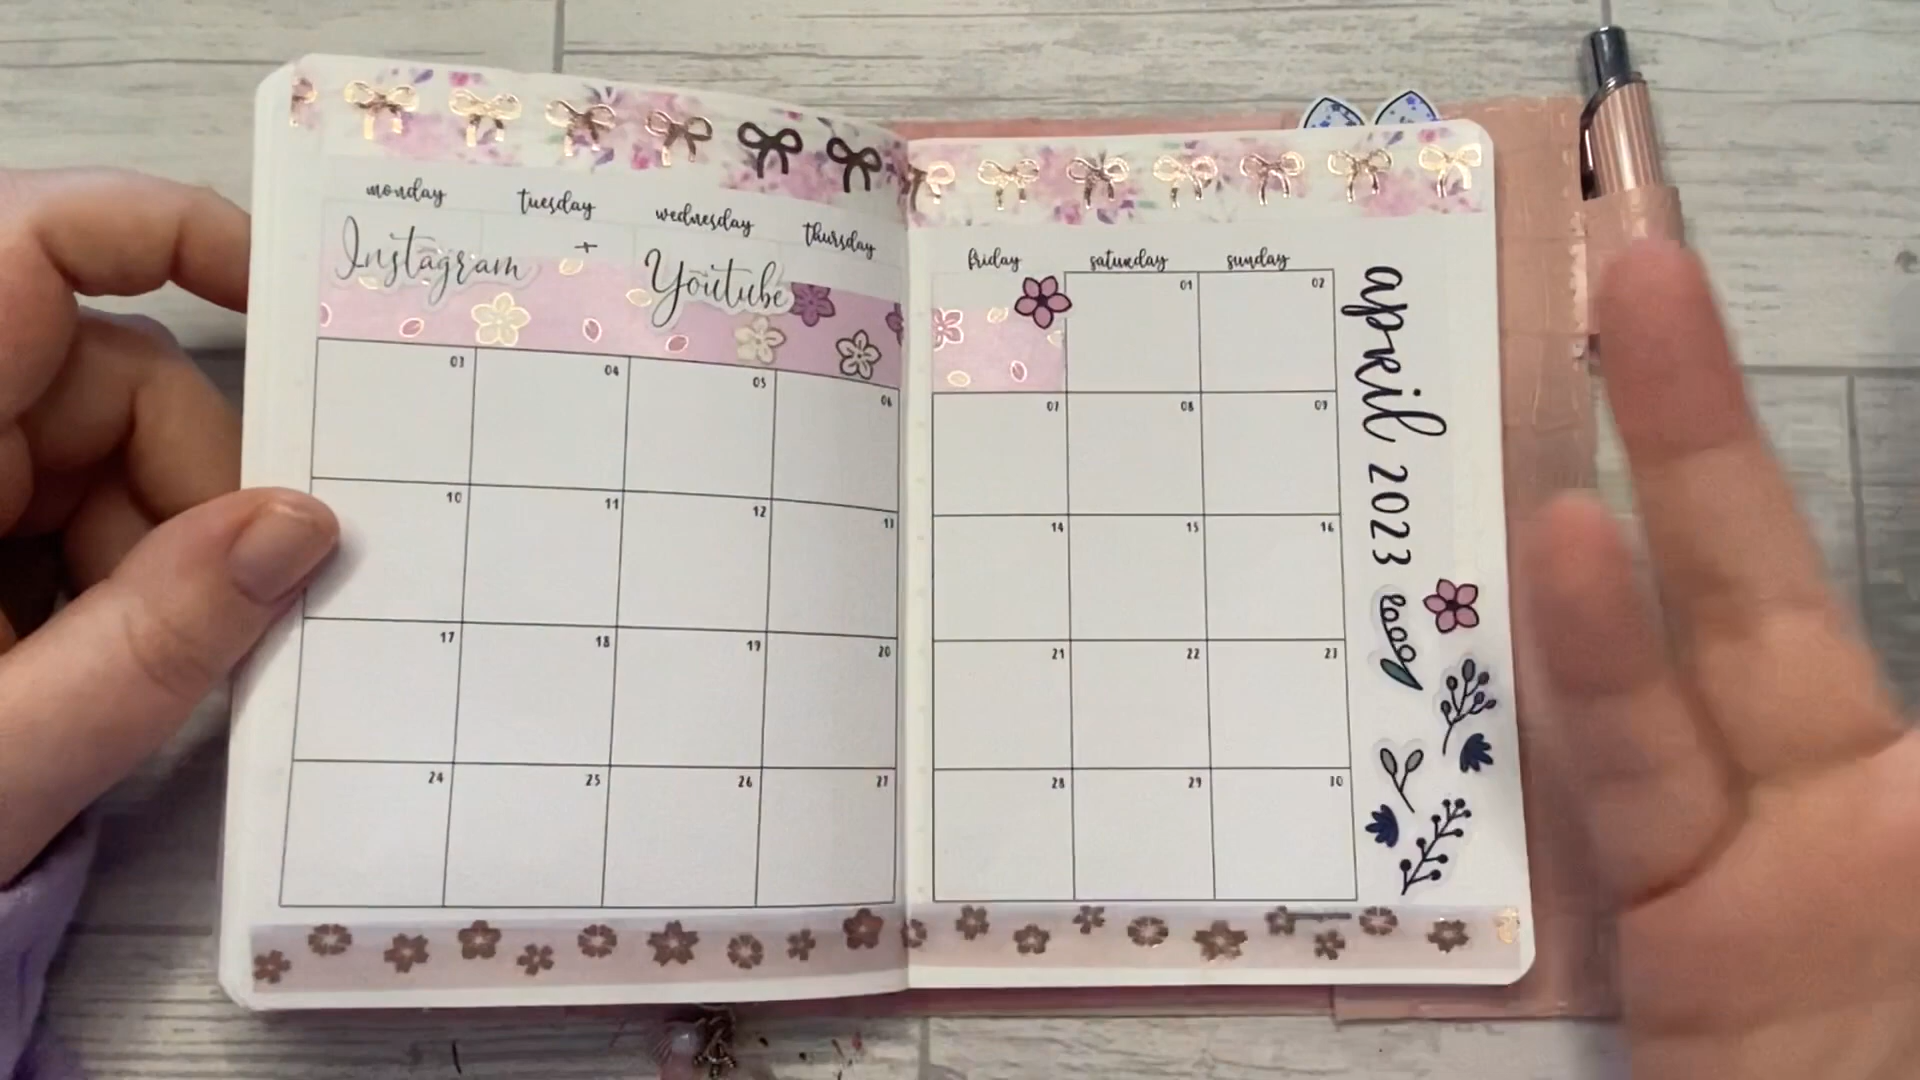 monday tuesday wednesday thursday friday saturday sunday
Instagram + Youtube
01 02
03 04 05 06 07 08 09
10 11 12 13 14 15 16
17 18 19 20 21 22 23
24 25 26 27 28 29 30
april 2023